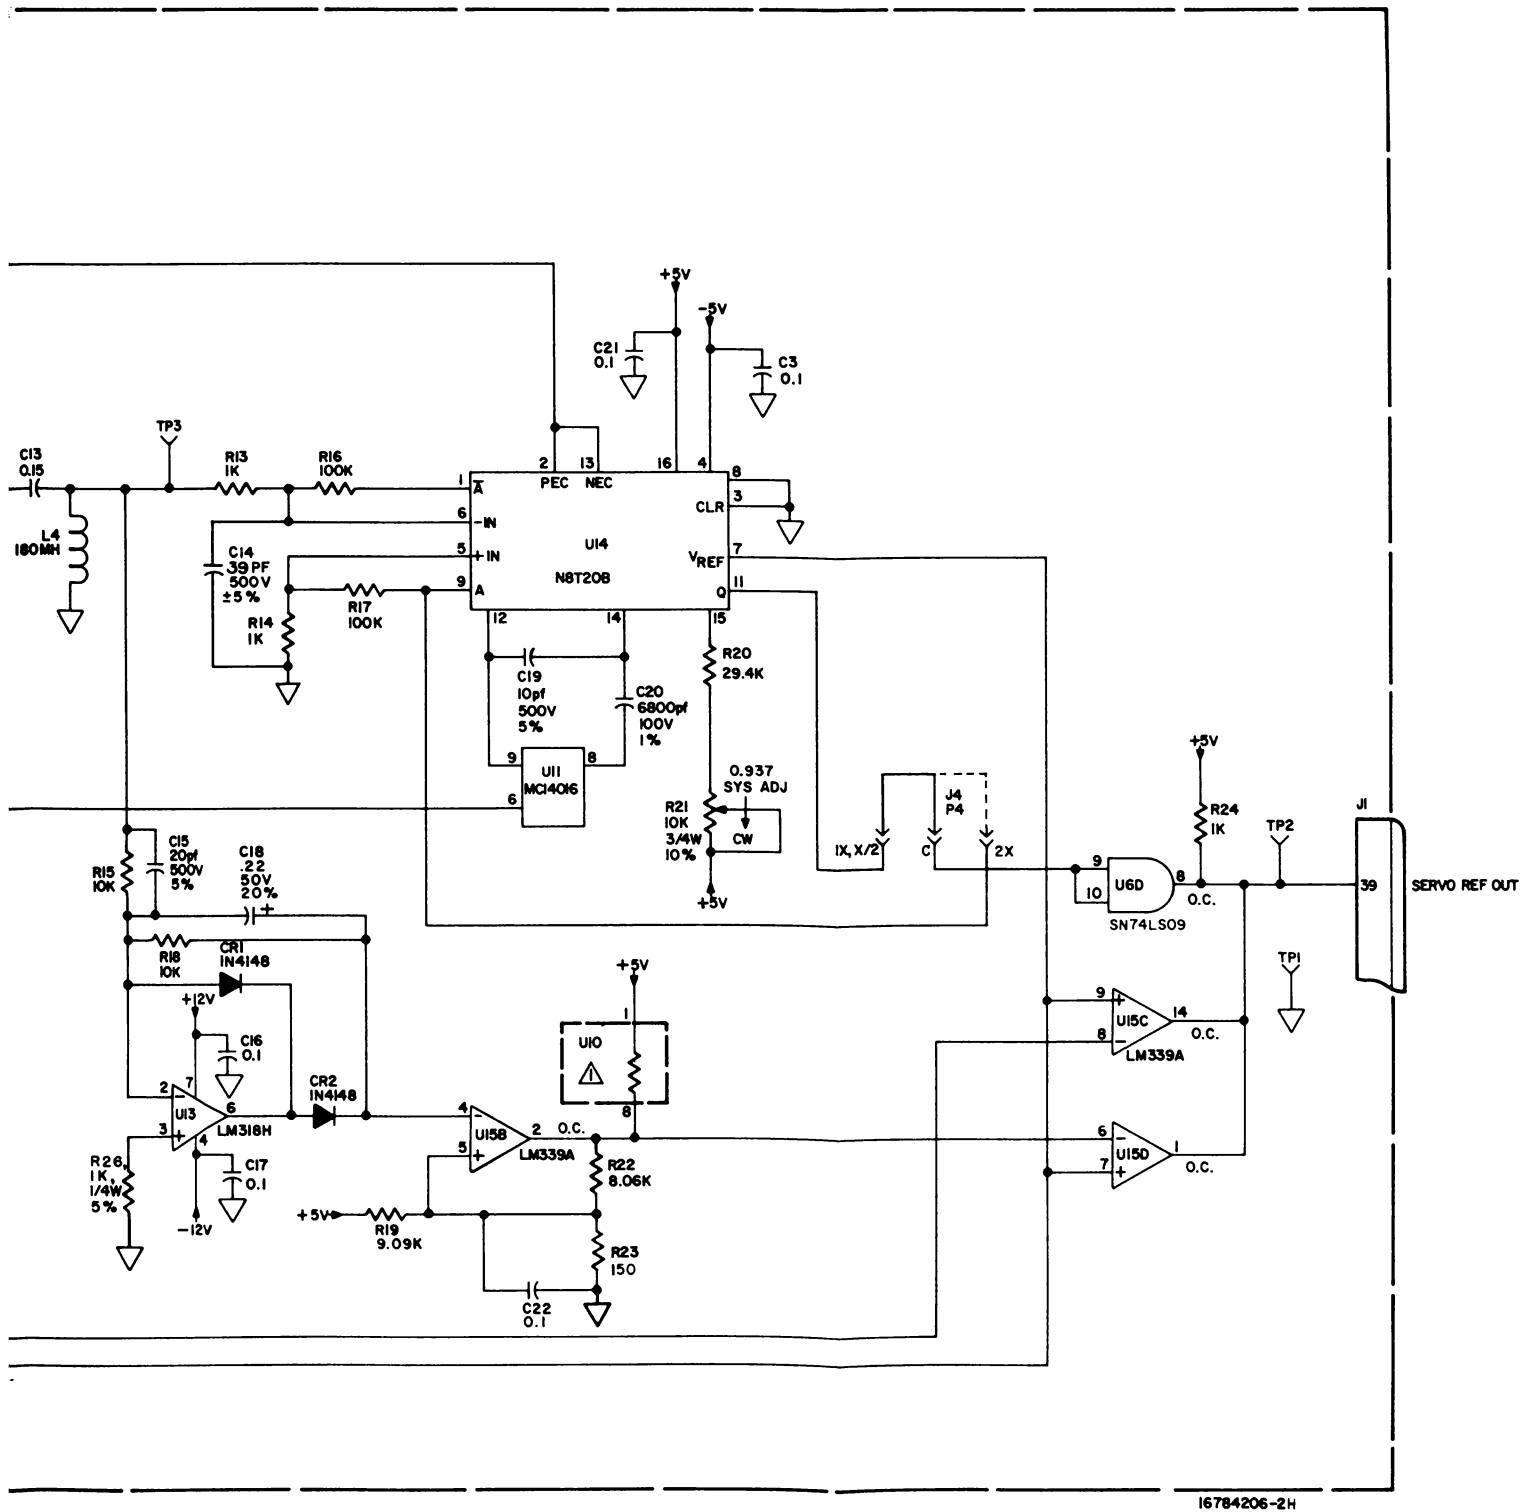 +5V
-5V
C21
0.1
C3
0.1
TP3
C13
0.15
R13
1K
R16
100K
2
13
16
4
8
PEC
NEC
1
A
3
CLR
6
-IN
L4
180MH
C14
39 PF
500 V
±5%
5
+ IN
U14
N8T20B
7
VREF
9
A
11
Q
R17
100K
12
14
15
R14
1K
R20
29.4K
C19
10pf
500V
5%
C20
6800pf
100V
1%
9
U11
MC14016
8
6
0.937
SYS ADJ
R21
10K
3/4W
10%
CW
+5V
J4
P4
1X, X/2
C
2X
+5V
R24
1K
TP2
J1
9
10
U6D
8
O.C.
SN74LS09
39
SERVO REF OUT
C15
20pf
500V
5%
C18
.22
50V
20%
+
R15
10K
R18
10K
CR1
1N4148
+12V
C16
0.1
TP1
+5V
1
U10
1
8
9
+
U15C
14
O.C.
8
-
LM339A
2
-
7
U13
6
3
+
4
LM318H
CR2
1N4148
4
-
U15B
2
O.C.
5
+
LM339A
6
-
U15D
1
O.C.
7
+
R26,
1K,
1/4W
5%
C17
0.1
-12V
R22
8.06K
+5V
R19
9.09K
R23
150
C22
0.1
16784206-2H